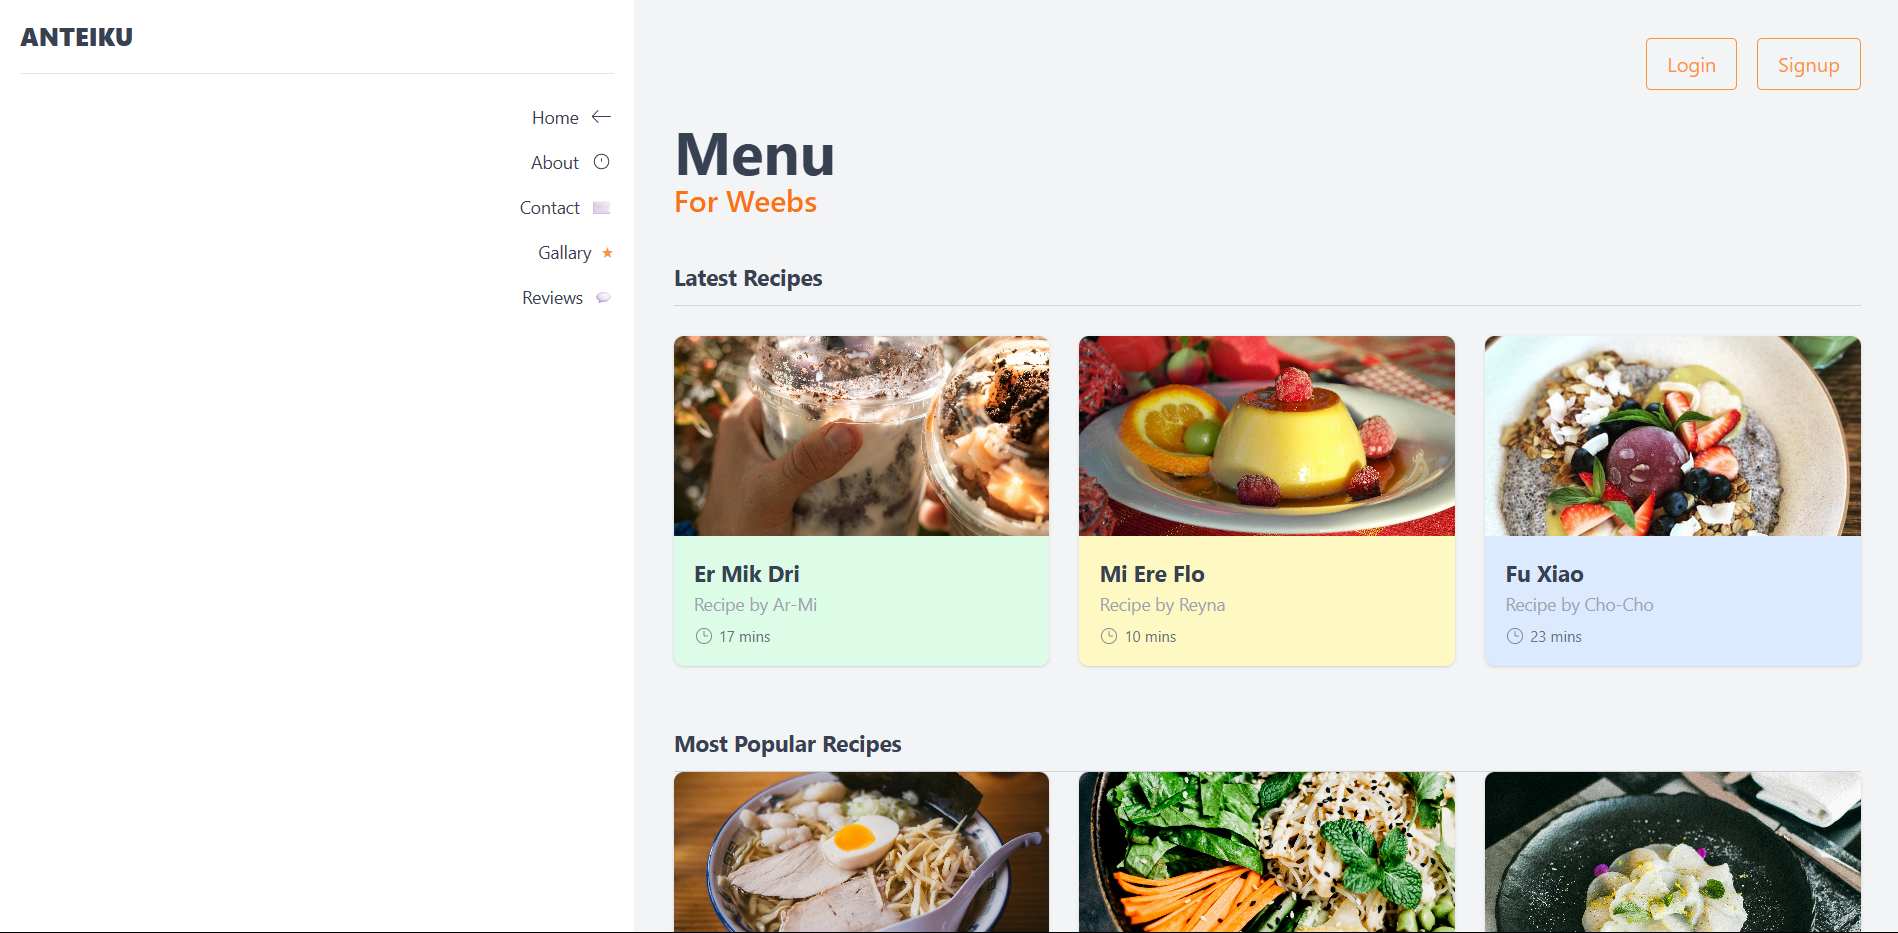 ANTEIKU
Home
About
Contact
Gallary
Reviews
Login
Signup
Menu
For Weebs
Latest Recipes
Er Mik Dri
Recipe by Ar-Mi
17 mins
Mi Ere Flo
Recipe by Reyna
10 mins
Fu Xiao
Recipe by Cho-Cho
23 mins
Most Popular Recipes